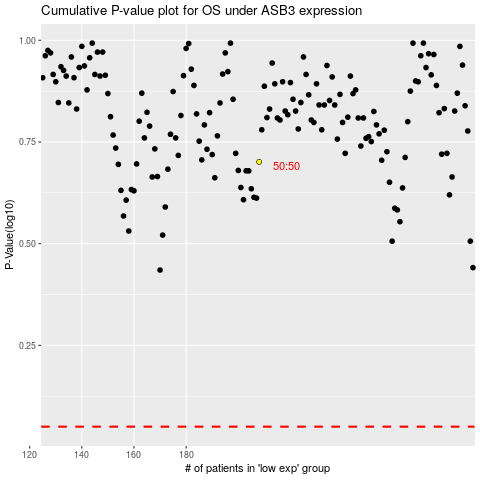 Cumulative P-value plot for OS under ASB3 expression
P-Value(log10)
1.00
0.75
0.50
0.25
50:50
120 140 160 180
# of patients in 'low exp' group